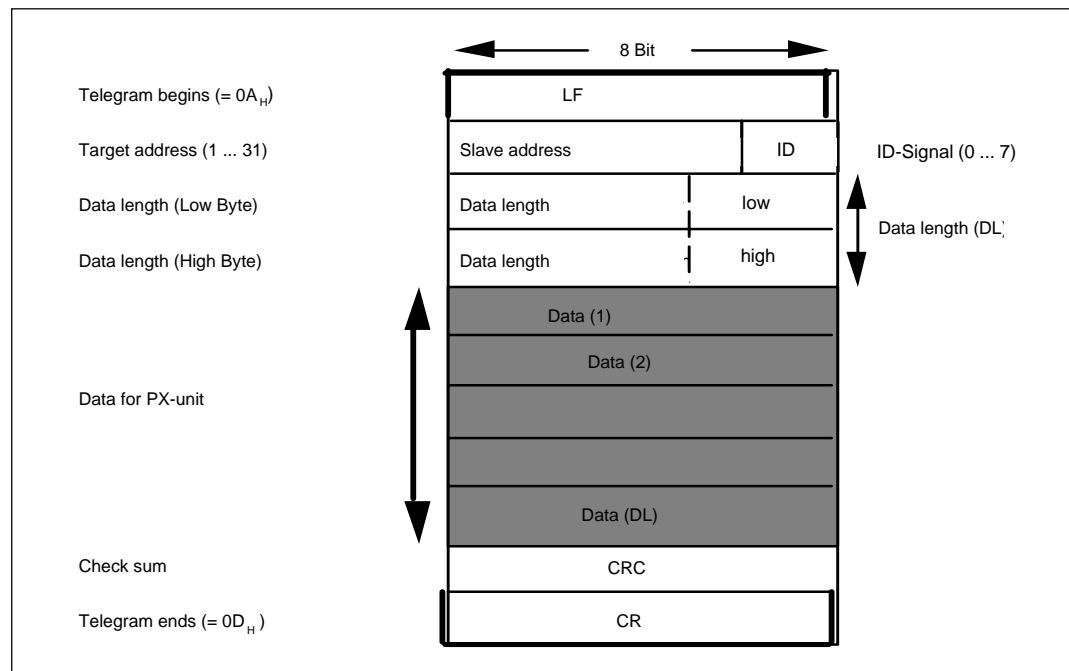 8 Bit
Telegram begins (= 0A H) LF
Target address (1 ... 31) Slave address ID ID-Signal (0 ... 7)
Data length (Low Byte) Data length low
Data length (DL)
Data length (High Byte) Data length high
Data (1)
Data (2)
Data for PX-unit
Data (DL)
Check sum CRC
Telegram ends (= 0D H ) CR